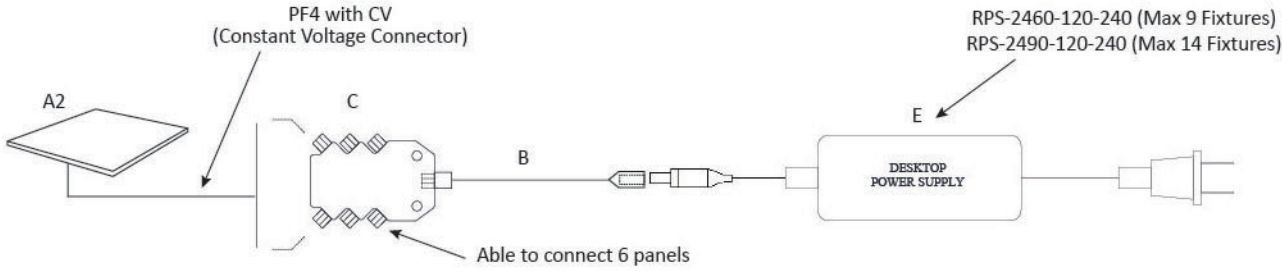 PF4 with CV
(Constant Voltage Connector)
RPS-2460-120-240 (Max 9 Fixtures)
RPS-2490-120-240 (Max 14 Fixtures)
A2
C
B
E
DESKTOP
POWER SUPPLY
Able to connect 6 panels